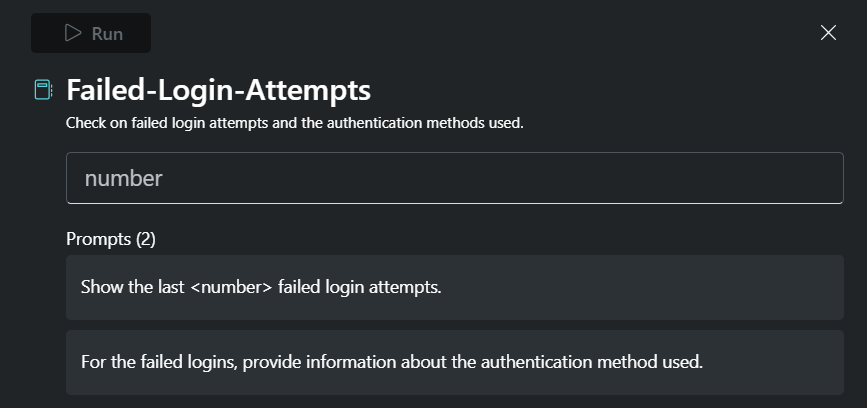 Run
Failed-Login-Attempts
Check on failed login attempts and the authentication methods used.
number
Prompts (2)
Show the last <number> failed login attempts.
For the failed logins, provide information about the authentication method used.